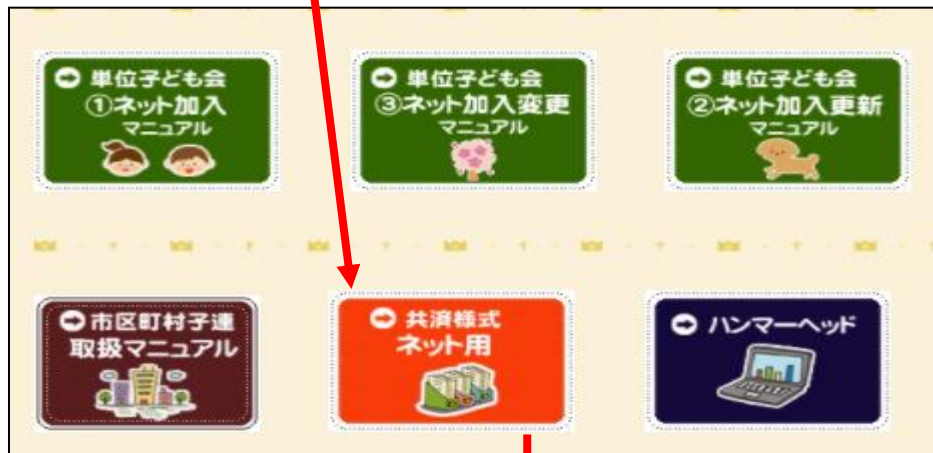 単位子ども会
①ネット加入
マニュアル
単位子ども会
③ネット加入変更
マニュアル
単位子ども会
②ネット加入更新
マニュアル
市区町村子連
取扱マニュアル
共済様式
ネット用
ハンマーヘッド